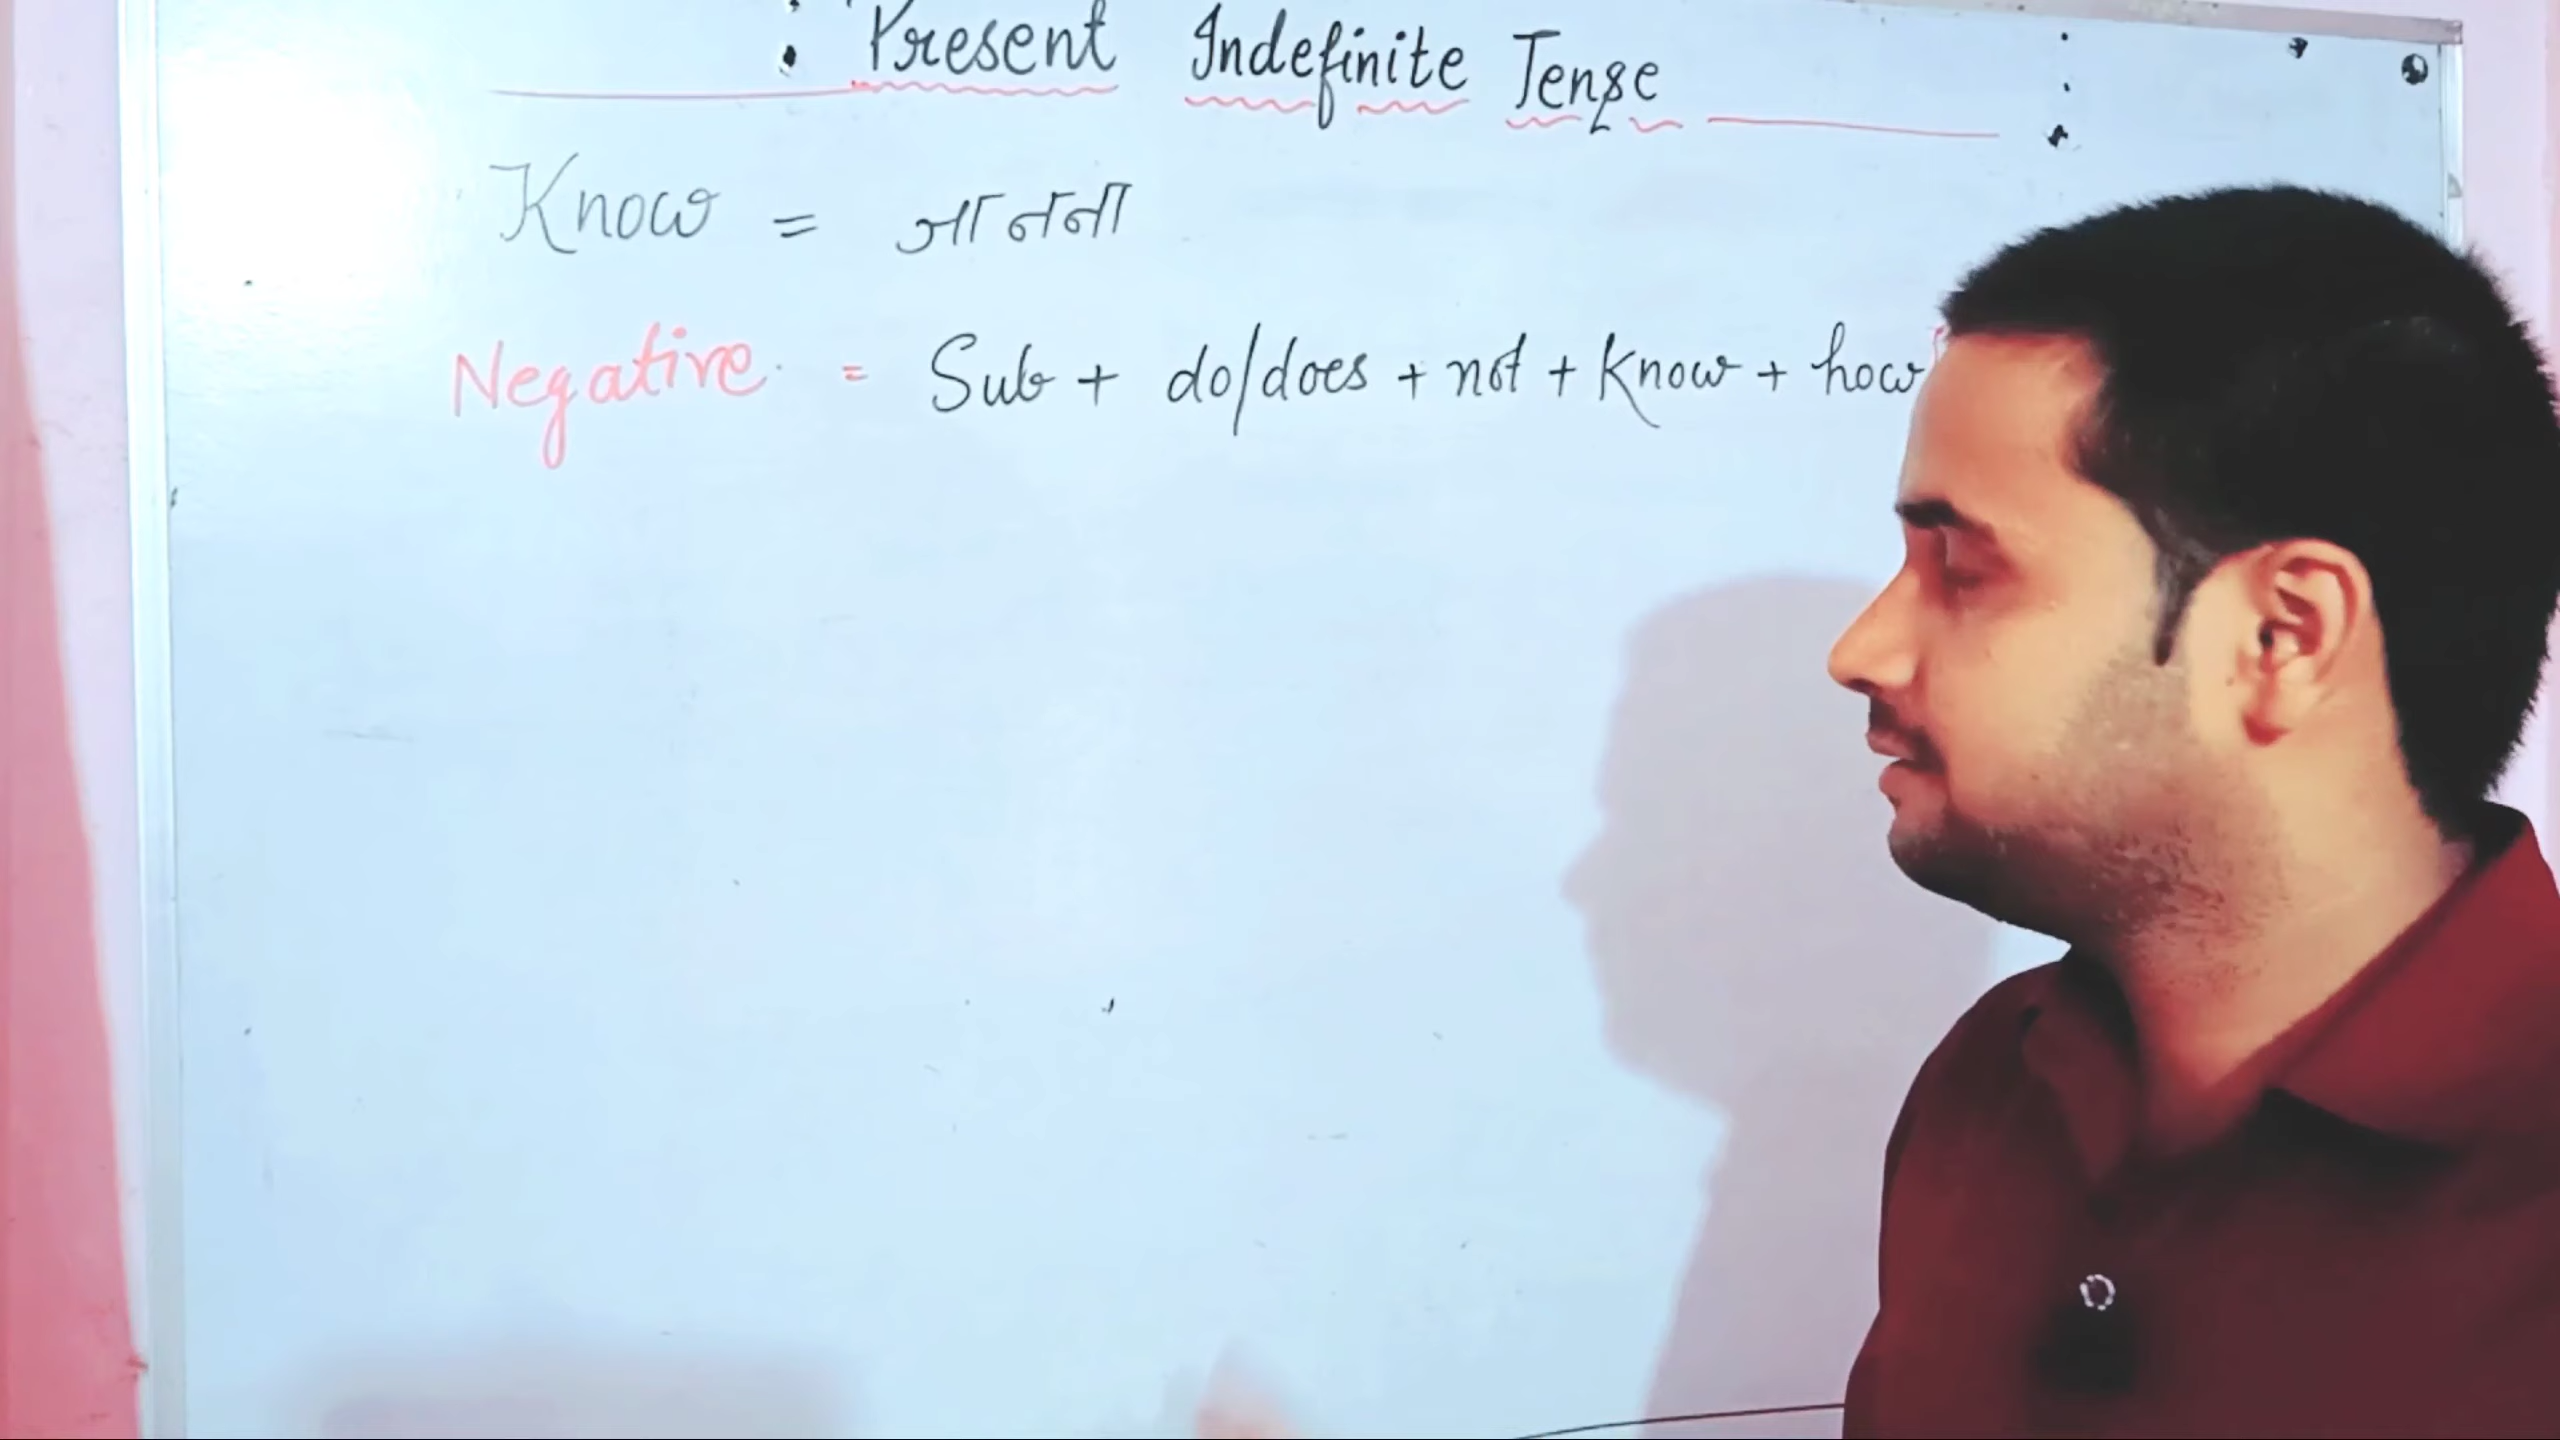 : Present Indefinite Tense :
Know = जानना
Negative = Sub + do/does + not + Know + how